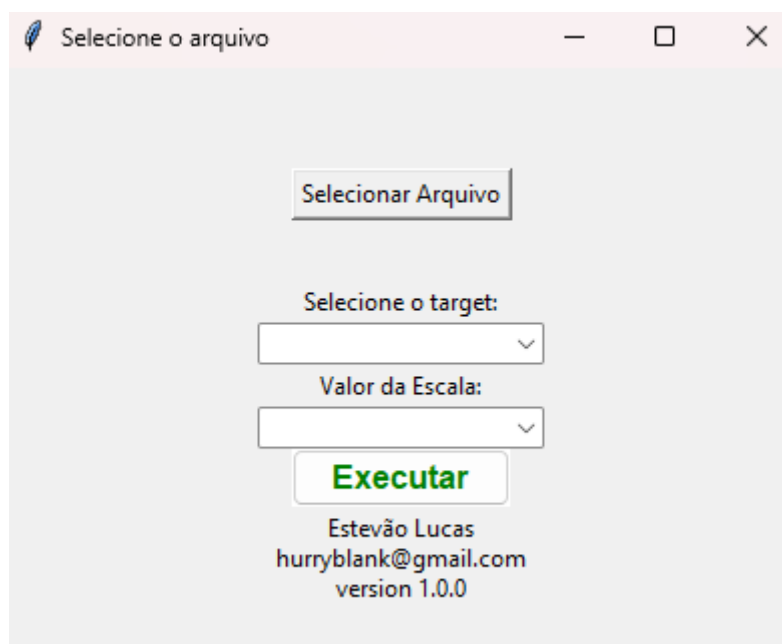 Selecione o arquivo
Selecionar Arquivo
Selecione o target:
Valor da Escala:
Executar
Estevão Lucas
hurryblank@gmail.com
version 1.0.0